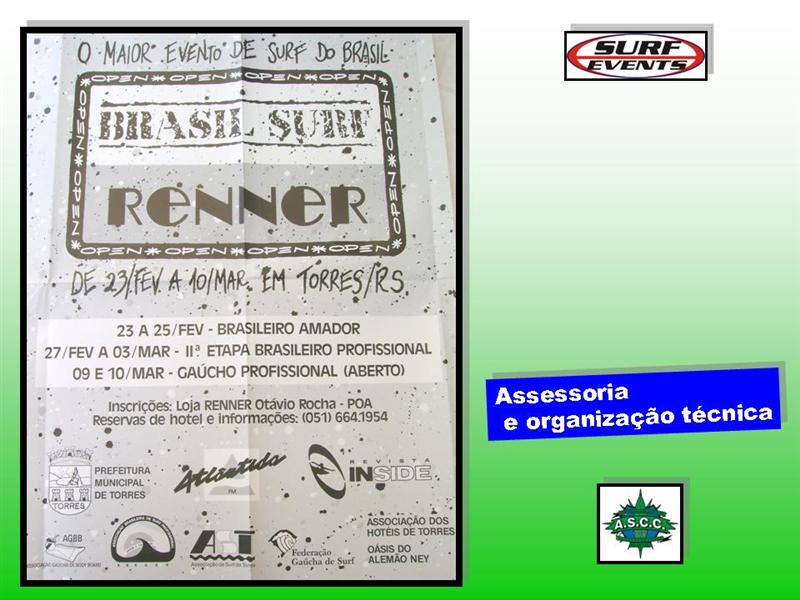 O MAIOR EVENTO DE SURF DO BRASIL
OPEN * OPEN * OPEN * OPEN * OPEN
OPEN * OPEN
OPEN * OPEN
BRASIL SURF
RENNER
OPEN * OPEN * OPEN * OPEN
DE 23/FEV. A 10/MAR. EM TORRES/RS
23 A 25/FEV - BRASILEIRO AMADOR
27/FEV A 03/MAR - IIª ETAPA BRASILEIRO PROFISSIONAL
09 E 10/MAR - GAÚCHO PROFISSIONAL (ABERTO)
Inscrições: Loja RENNER Otávio Rocha - POA
Reservas de hotel e informações: (051) 664.1954
PREFEITURA
MUNICIPAL
DE TORRES
TORRES
Atlântida
FM
REVISTA
INSIDE
AGBB
ASSOCIAÇÃO GAÚCHA DE BODY BOARD
Associação de Surf de Torres
Federação
Gaúcha de Surf
ASSOCIAÇÃO DOS
HOTÉIS DE TORRES
OÁSIS DO
ALEMÃO NEY
SURF
EVENTS
Assessoria
e organização técnica
A.S.C.C.